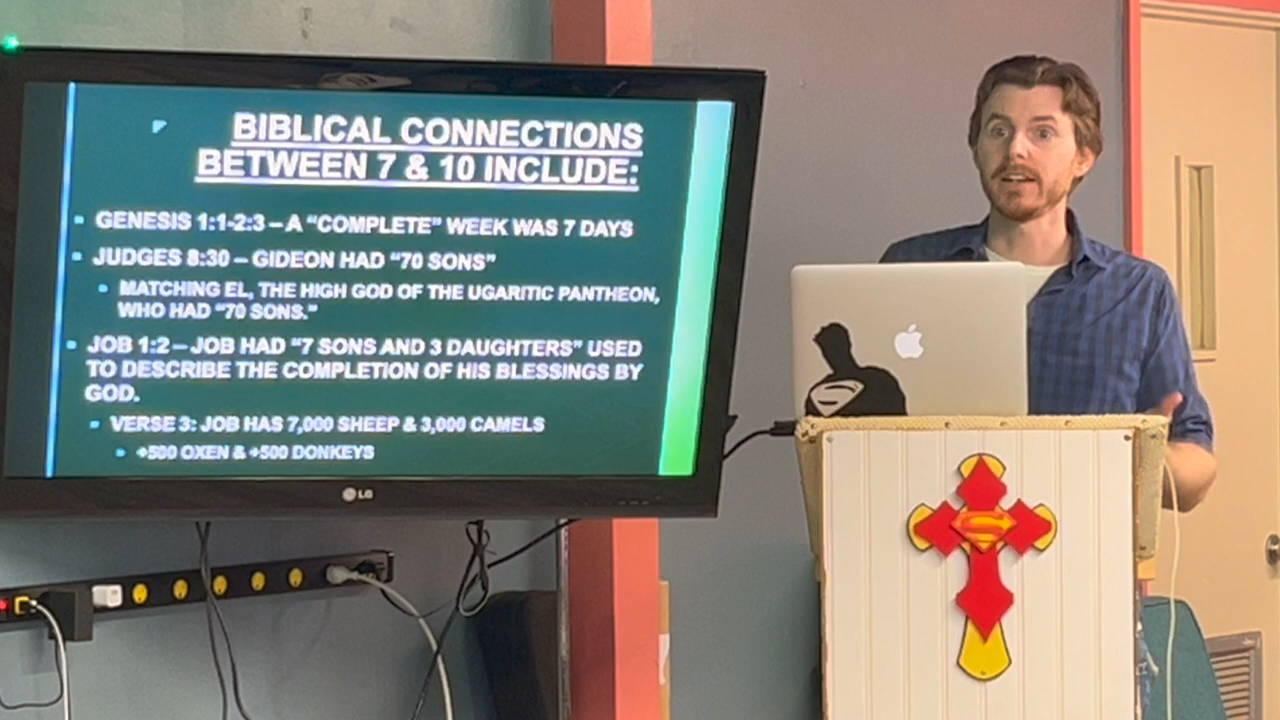 BIBLICAL CONNECTIONS
BETWEEN 7 & 10 INCLUDE:
GENESIS 1:1-2:3 – A “COMPLETE” WEEK WAS 7 DAYS
JUDGES 8:30 – GIDEON HAD “70 SONS”
MATCHING EL, THE HIGH GOD OF THE UGARITIC PANTHEON,
WHO HAD “70 SONS.”
JOB 1:2 – JOB HAD “7 SONS AND 3 DAUGHTERS” USED
TO DESCRIBE THE COMPLETION OF HIS BLESSINGS BY
GOD.
VERSE 3: JOB HAS 7,000 SHEEP & 3,000 CAMELS
+500 OXEN & +500 DONKEYS
LG